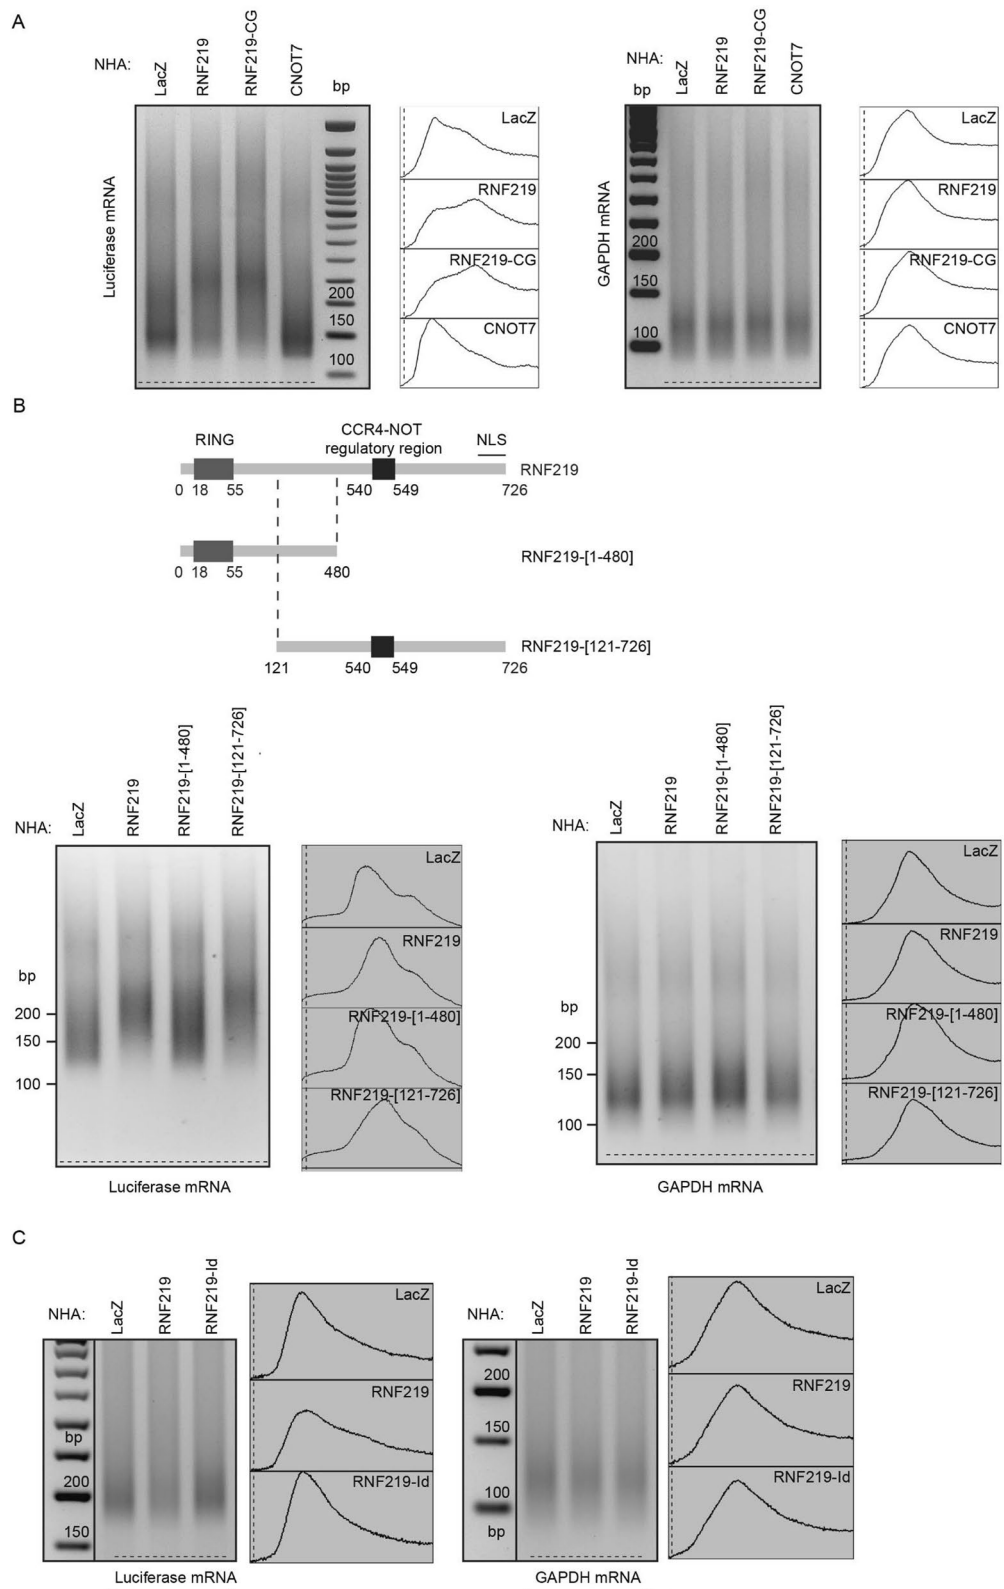 A
NHA:
LacZ
RNF219
RNF219-CG
CNOT7
bp
Luciferase mRNA
200
150
100
LacZ
RNF219
RNF219-CG
CNOT7
NHA:
bp
LacZ
RNF219
RNF219-CG
CNOT7
GAPDH mRNA
200
150
100
LacZ
RNF219
RNF219-CG
CNOT7
B
RING
CCR4-NOT
regulatory region
NLS
RNF219
0 18 55 540 549 726
RNF219-[1-480]
0 18 55 480
RNF219-[121-726]
121 540 549 726
NHA:
LacZ
RNF219
RNF219-[1-480]
RNF219-[121-726]
bp
200
150
100
Luciferase mRNA
LacZ
RNF219
RNF219-[1-480]
RNF219-[121-726]
NHA:
LacZ
RNF219
RNF219-[1-480]
RNF219-[121-726]
bp
200
150
100
GAPDH mRNA
LacZ
RNF219
RNF219-[1-480]
RNF219-[121-726]
C
NHA:
LacZ
RNF219
RNF219-Id
bp
200
150
Luciferase mRNA
LacZ
RNF219
RNF219-Id
NHA:
LacZ
RNF219
RNF219-Id
200
150
100
bp
GAPDH mRNA
LacZ
RNF219
RNF219-Id